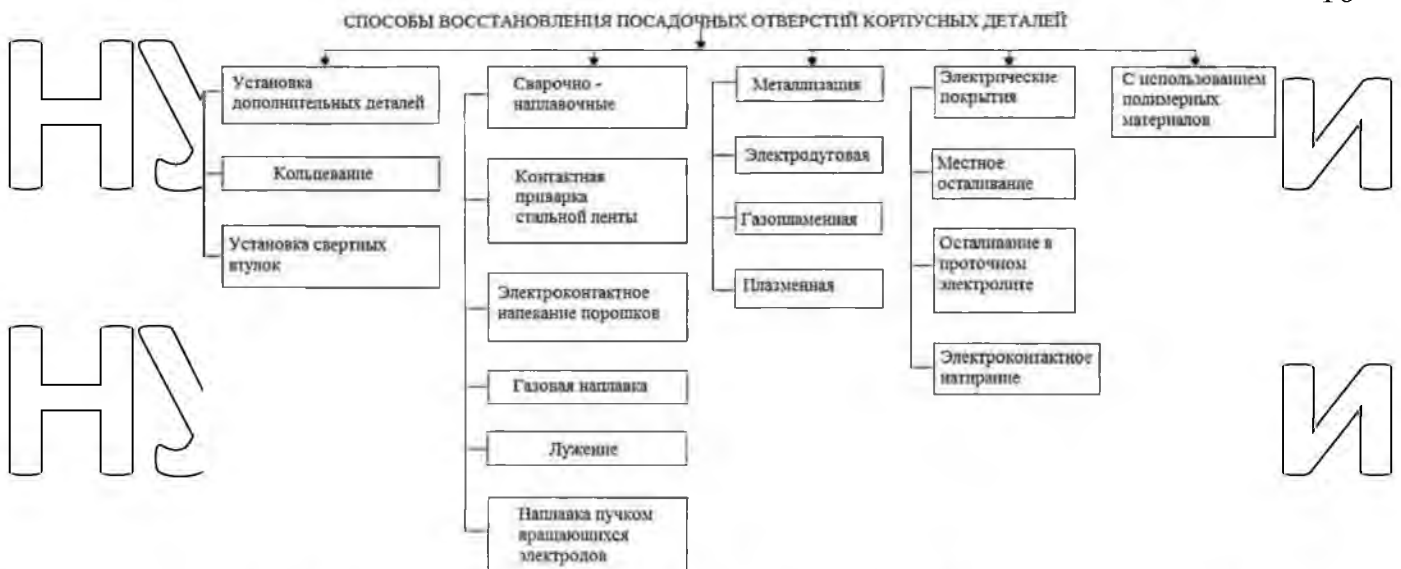 СПОСОБЫ ВОССТАНОВЛЕНИЯ ПОСАДОЧНЫХ ОТВЕРСТИЙ КОРПУСНЫХ ДЕТАЛЕЙ
Установка
дополнительных деталей
Кольцевание
Установка свертных
втулок
Сварочно -
наплавочные
Контактная
приварка
стальной ленты
Электроконтактное
напекание порошков
Газовая наплавка
Лужение
Наплавка пучком
вращающихся
электродов
Металлизация
Электродуговая
Газопламенная
Плазменная
Электрические
покрытия
Местное
осталивание
Осталивание в
проточном
электролите
Электроконтактное
натирание
С использованием
полимерных
материалов
НУ
И
НУ
И